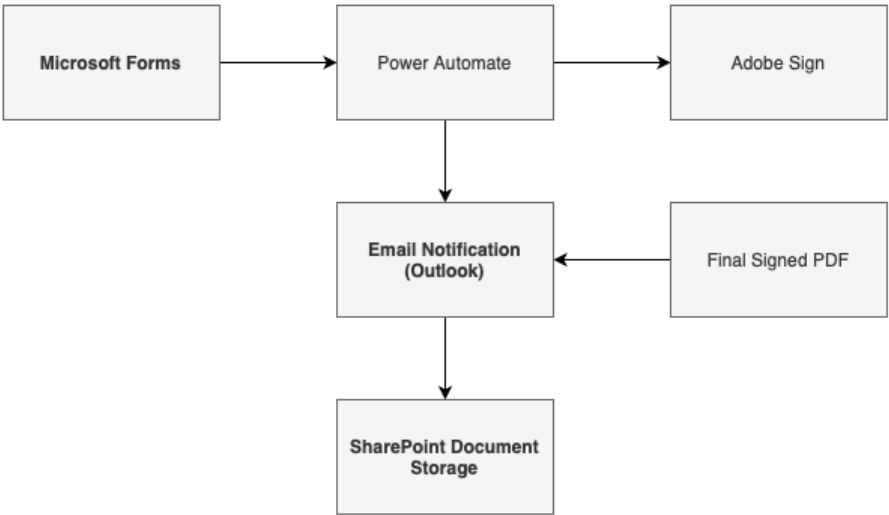 Microsoft Forms
Power Automate
Adobe Sign
Email Notification
(Outlook)
Final Signed PDF
SharePoint Document
Storage